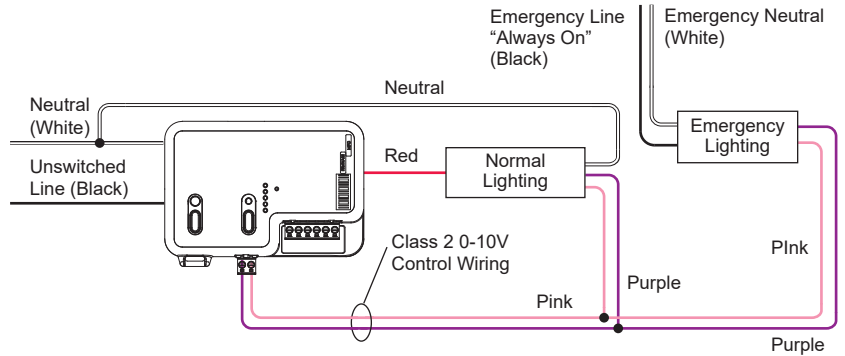 Emergency Line
“Always On”
(Black)
Emergency Neutral
(White)
Neutral
Neutral
(White)
Unswitched
Line (Black)
Red
Normal
Lighting
Emergency
Lighting
Class 2 0-10V
Control Wiring
PInk
Purple
Pink
Purple